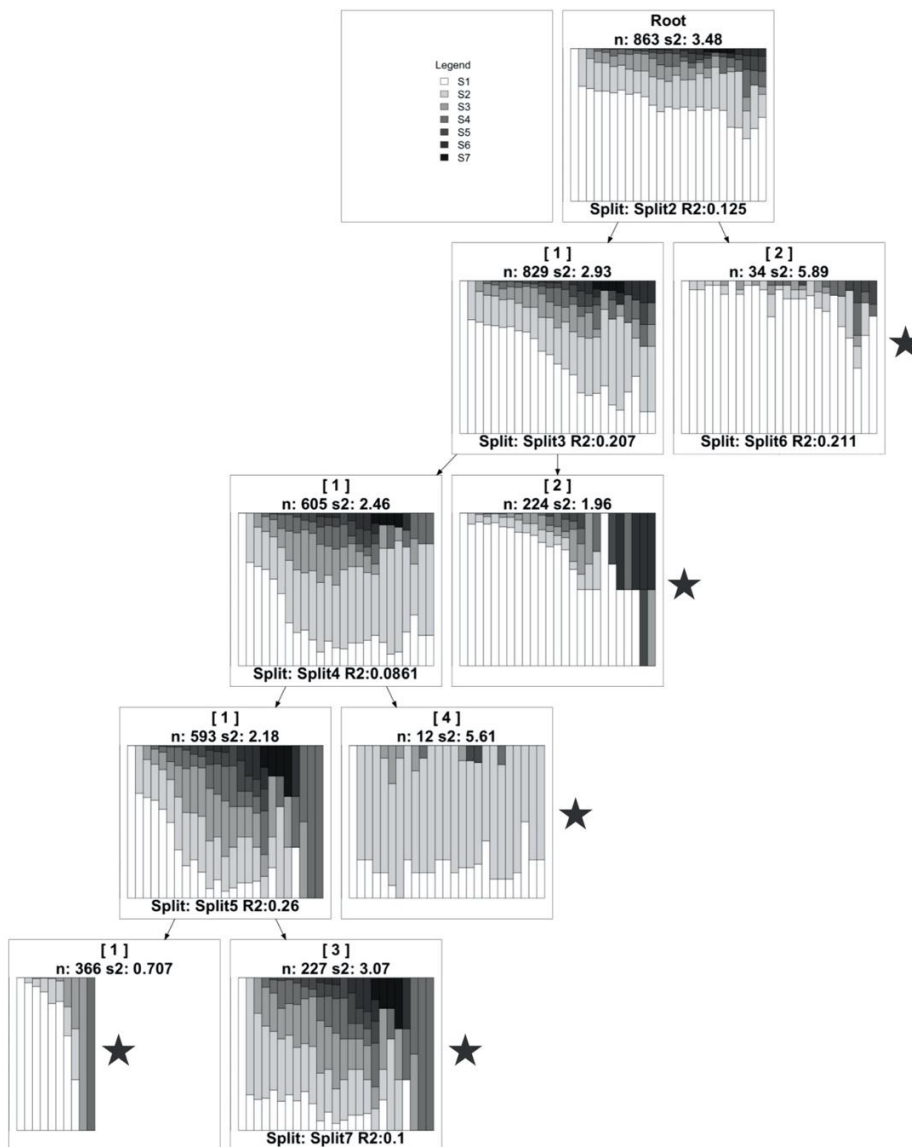 Legend
S1
S2
S3
S4
S5
S6
S7
Root
n: 863 s2: 3.48
Split: Split2 R2:0.125
[ 1 ]
n: 829 s2: 2.93
Split: Split3 R2:0.207
[ 2 ]
n: 34 s2: 5.89
Split: Split6 R2:0.211
[ 1 ]
n: 605 s2: 2.46
Split: Split4 R2:0.0861
[ 2 ]
n: 224 s2: 1.96
[ 1 ]
n: 593 s2: 2.18
Split: Split5 R2:0.26
[ 4 ]
n: 12 s2: 5.61
[ 1 ]
n: 366 s2: 0.707
[ 3 ]
n: 227 s2: 3.07
Split: Split7 R2:0.1